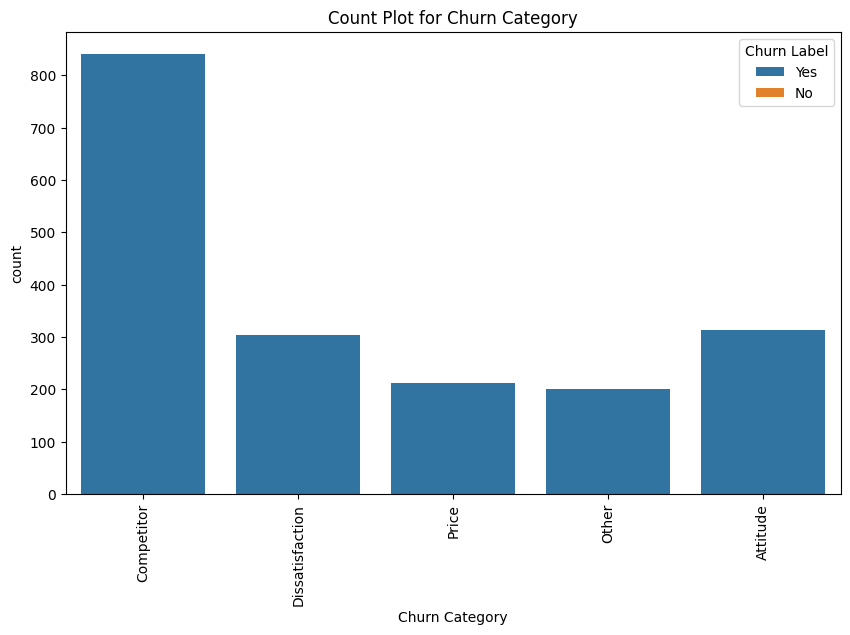 Count Plot for Churn Category
Churn Label
Yes
No
800
700
600
500
400
300
200
100
0
count
Competitor
Dissatisfaction
Price
Other
Attitude
Churn Category